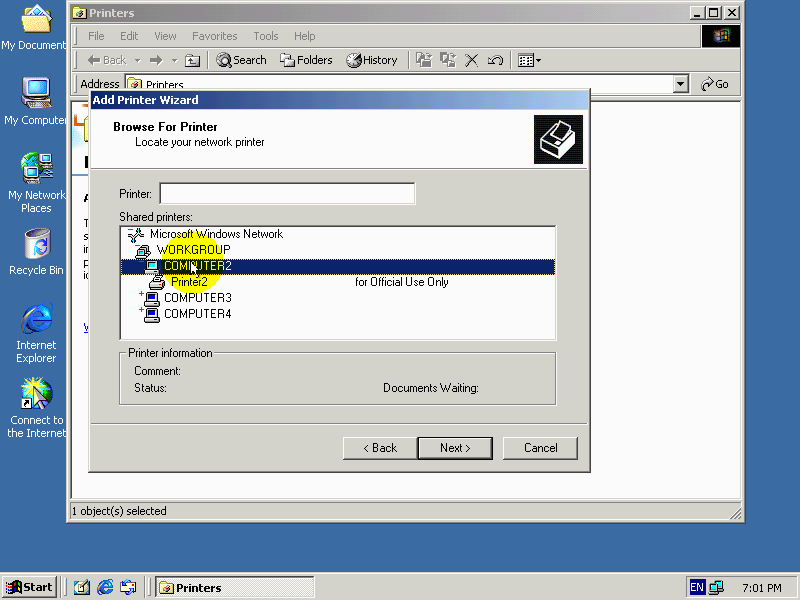 Printers
File Edit View Favorites Tools Help
Back
Search Folders History
Address Printers Go
Add Printer Wizard
Browse For Printer
Locate your network printer
Printer:
Shared printers:
Microsoft Windows Network
WORKGROUP
COMPUTER2
Printer2 for Official Use Only
COMPUTER3
COMPUTER4
Printer information
Comment:
Status: Documents Waiting:
< Back Next > Cancel
1 object(s) selected
My Document
My Computer
My Network
Places
Recycle Bin
Internet
Explorer
Connect to
the Internet
Start Printers EN 7:01 PM